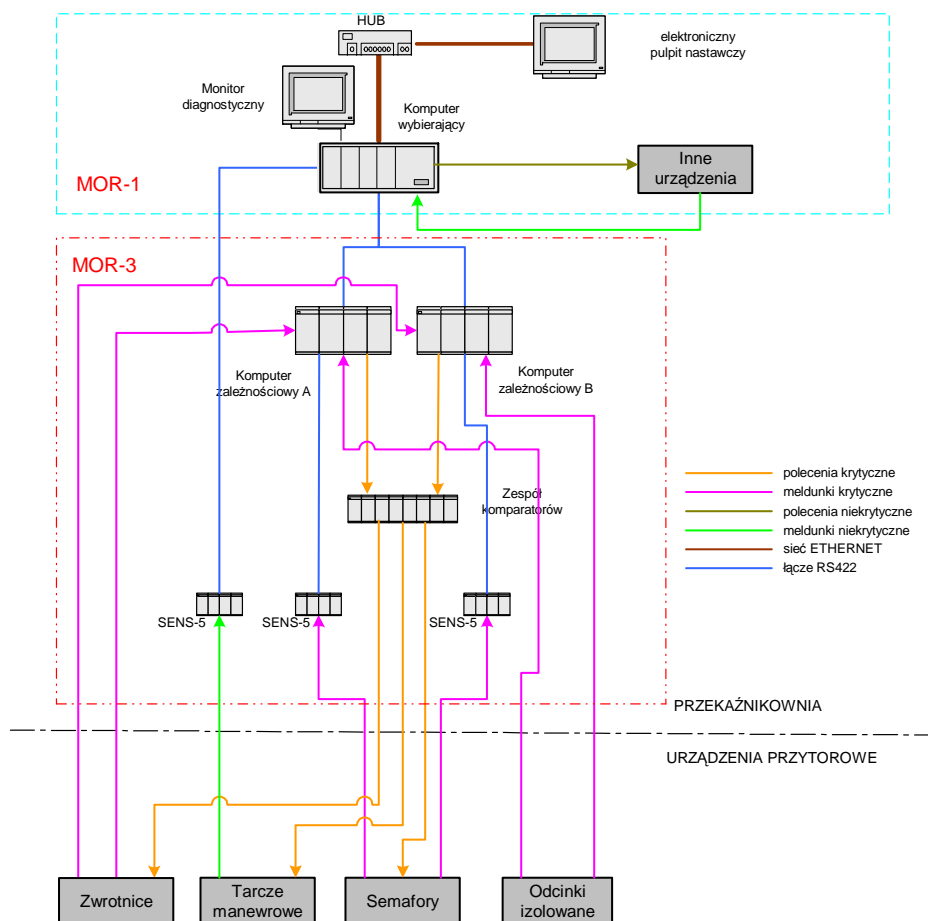 HUB
elektroniczny
pulpit nastawczy
Monitor
diagnostyczny
Komputer
wybierający
Inne
urządzenia
MOR-1
MOR-3
Komputer
zależnościowy A
Komputer
zależnościowy B
Zespół
komparatorów
polecenia krytyczne
meldunki krytyczne
polecenia niekrytyczne
meldunki niekrytyczne
sieć ETHERNET
łącze RS422
SENS-5
SENS-5
SENS-5
PRZEKAŹNIKOWNIA
URZĄDZENIA PRZYTOROWE
Zwrotnice
Tarcze
manewrowe
Semafory
Odcinki
izolowane